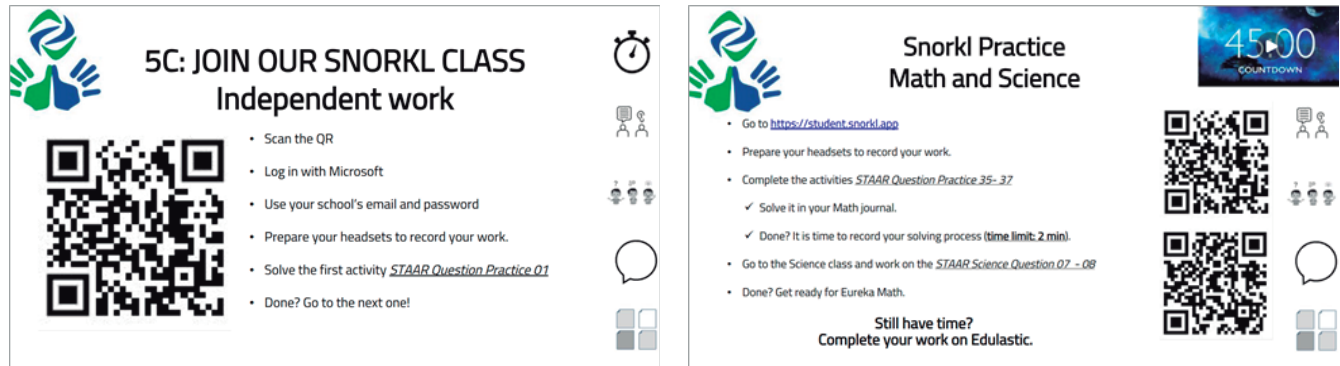 5C: JOIN OUR SNORKL CLASS
Independent work
• Scan the QR
• Log in with Microsoft
• Use your school's email and password
• Prepare your headsets to record your work.
• Solve the first activity STAAR Question Practice 01
• Done? Go to the next one!
Snorkl Practice
Math and Science
45:00
COUNTDOWN
• Go to https://student.snorkl.app
• Prepare your headsets to record your work.
• Complete the activities STAAR Question Practice 35- 37
✓ Solve it in your Math journal.
✓ Done? It is time to record your solving process (time limit: 2 min).
• Go to the Science class and work on the STAAR Science Question 07 - 08
• Done? Get ready for Eureka Math.
Still have time?
Complete your work on Edulastic.